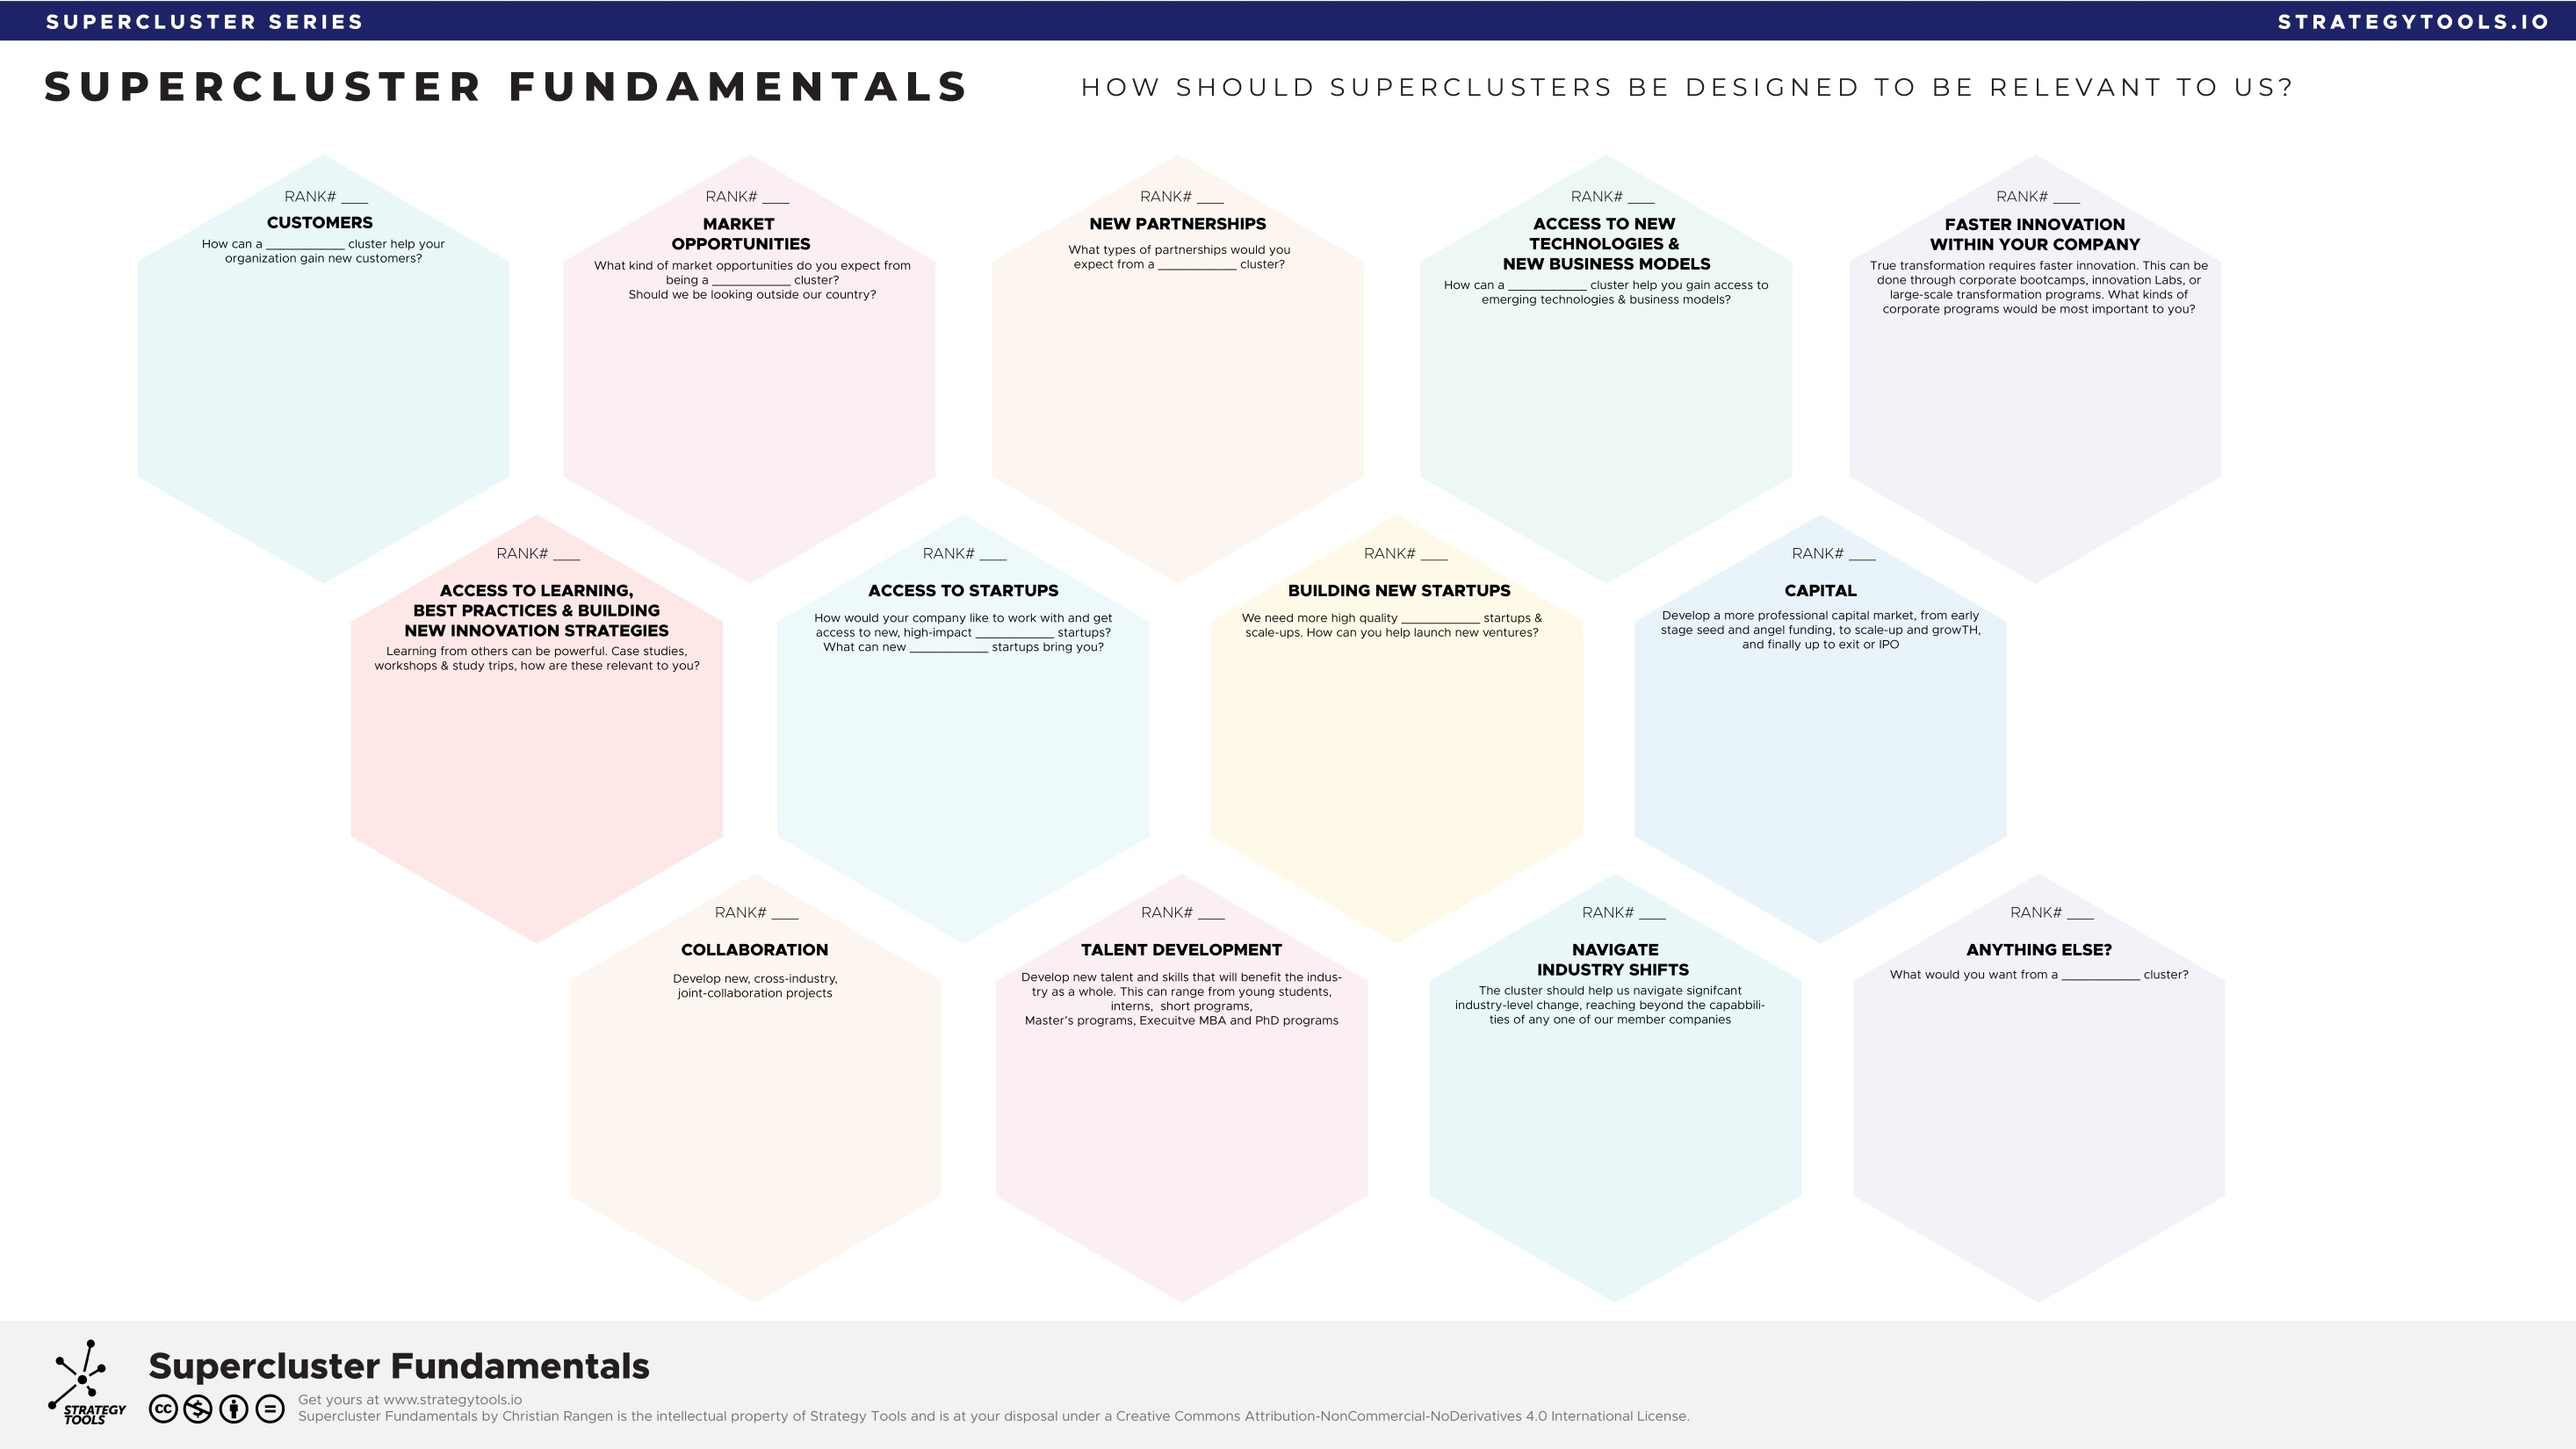 SUPERCLUSTER SERIES
STRATEGYTOOLS.IO
SUPERCLUSTER FUNDAMENTALS
HOW SHOULD SUPERCLUSTERS BE DESIGNED TO BE RELEVANT TO US?
RANK# ___
CUSTOMERS
How can a ____________ cluster help your
organization gain new customers?
RANK# ___
MARKET
OPPORTUNITIES
What kind of market opportunities do you expect from
being a ____________ cluster?
Should we be looking outside our country?
RANK# ___
NEW PARTNERSHIPS
What types of partnerships would you
expect from a ____________ cluster?
RANK# ___
ACCESS TO NEW
TECHNOLOGIES &
NEW BUSINESS MODELS
How can a ____________ cluster help you gain access to
emerging technologies & business models?
RANK# ___
FASTER INNOVATION
WITHIN YOUR COMPANY
True transformation requires faster innovation. This can be
done through corporate bootcamps, innovation Labs, or
large-scale transformation programs. What kinds of
corporate programs would be most important to you?
RANK# ___
ACCESS TO LEARNING,
BEST PRACTICES & BUILDING
NEW INNOVATION STRATEGIES
Learning from others can be powerful. Case studies,
workshops & study trips, how are these relevant to you?
RANK# ___
ACCESS TO STARTUPS
How would your company like to work with and get
access to new, high-impact ____________ startups?
What can new ____________ startups bring you?
RANK# ___
BUILDING NEW STARTUPS
We need more high quality ____________ startups &
scale-ups. How can you help launch new ventures?
RANK# ___
CAPITAL
Develop a more professional capital market, from early
stage seed and angel funding, to scale-up and growTH,
and finally up to exit or IPO
RANK# ___
COLLABORATION
Develop new, cross-industry,
joint-collaboration projects
RANK# ___
TALENT DEVELOPMENT
Develop new talent and skills that will benefit the indus-
try as a whole. This can range from young students,
interns, short programs,
Master's programs, Execuitve MBA and PhD programs
RANK# ___
NAVIGATE
INDUSTRY SHIFTS
The cluster should help us navigate signifcant
industry-level change, reaching beyond the capabbili-
ties of any one of our member companies
RANK# ___
ANYTHING ELSE?
What would you want from a ____________ cluster?
STRATEGY
TOOLS
Supercluster Fundamentals
cc
Get yours at www.strategytools.io
Supercluster Fundamentals by Christian Rangen is the intellectual property of Strategy Tools and is at your disposal under a Creative Commons Attribution-NonCommercial-NoDerivatives 4.0 International License.